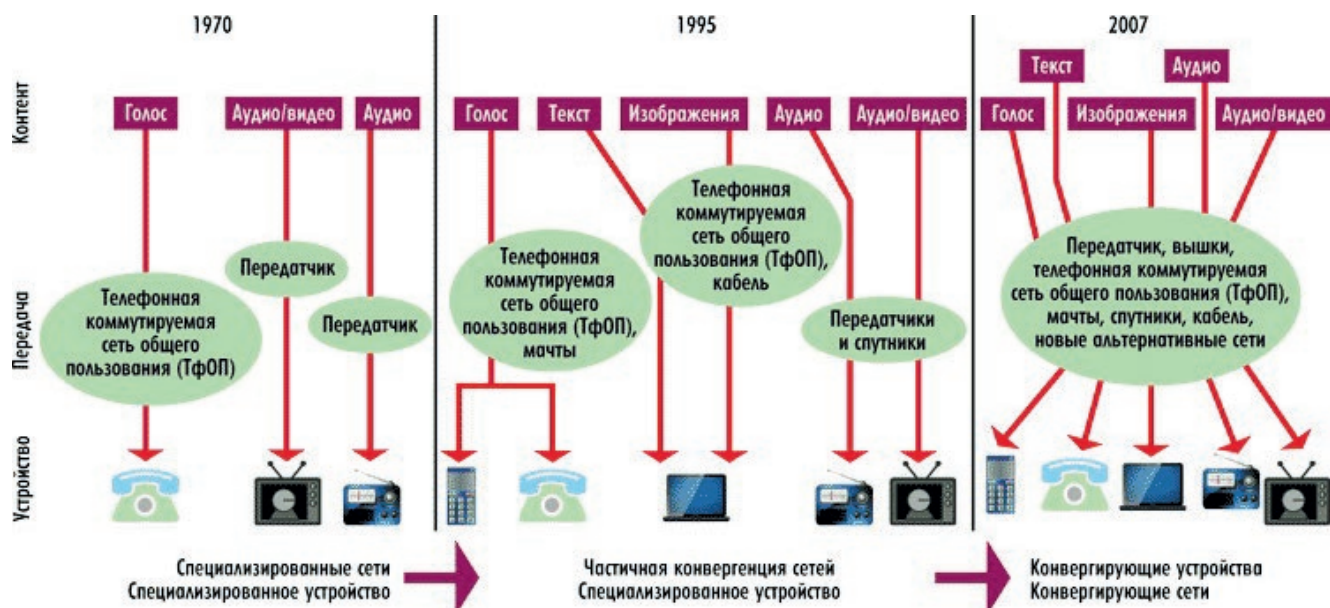 1970
1995
2007
Контент
Передача
Устройство
Голос
Аудио/видео
Аудио
Телефонная
коммутируемая
сеть общего
пользования (ТфОП)
Передатчик
Передатчик
Голос
Текст
Изображения
Аудио
Аудио/видео
Телефонная
коммутируемая
сеть общего
пользования (ТфОП),
мачты
Телефонная
коммутируемая
сеть общего
пользования (ТфОП),
кабель
Передатчики
и спутники
Текст
Аудио
Голос
Изображения
Аудио/видео
Передатчик, вышки,
телефонная коммутируемая
сеть общего пользования (ТфОП),
мачты, спутники, кабель,
новые альтернативные сети
Специализированные сети
Специализированное устройство
Частичная конвергенция сетей
Специализированное устройство
Конвергирующие устройства
Конвергирующие сети